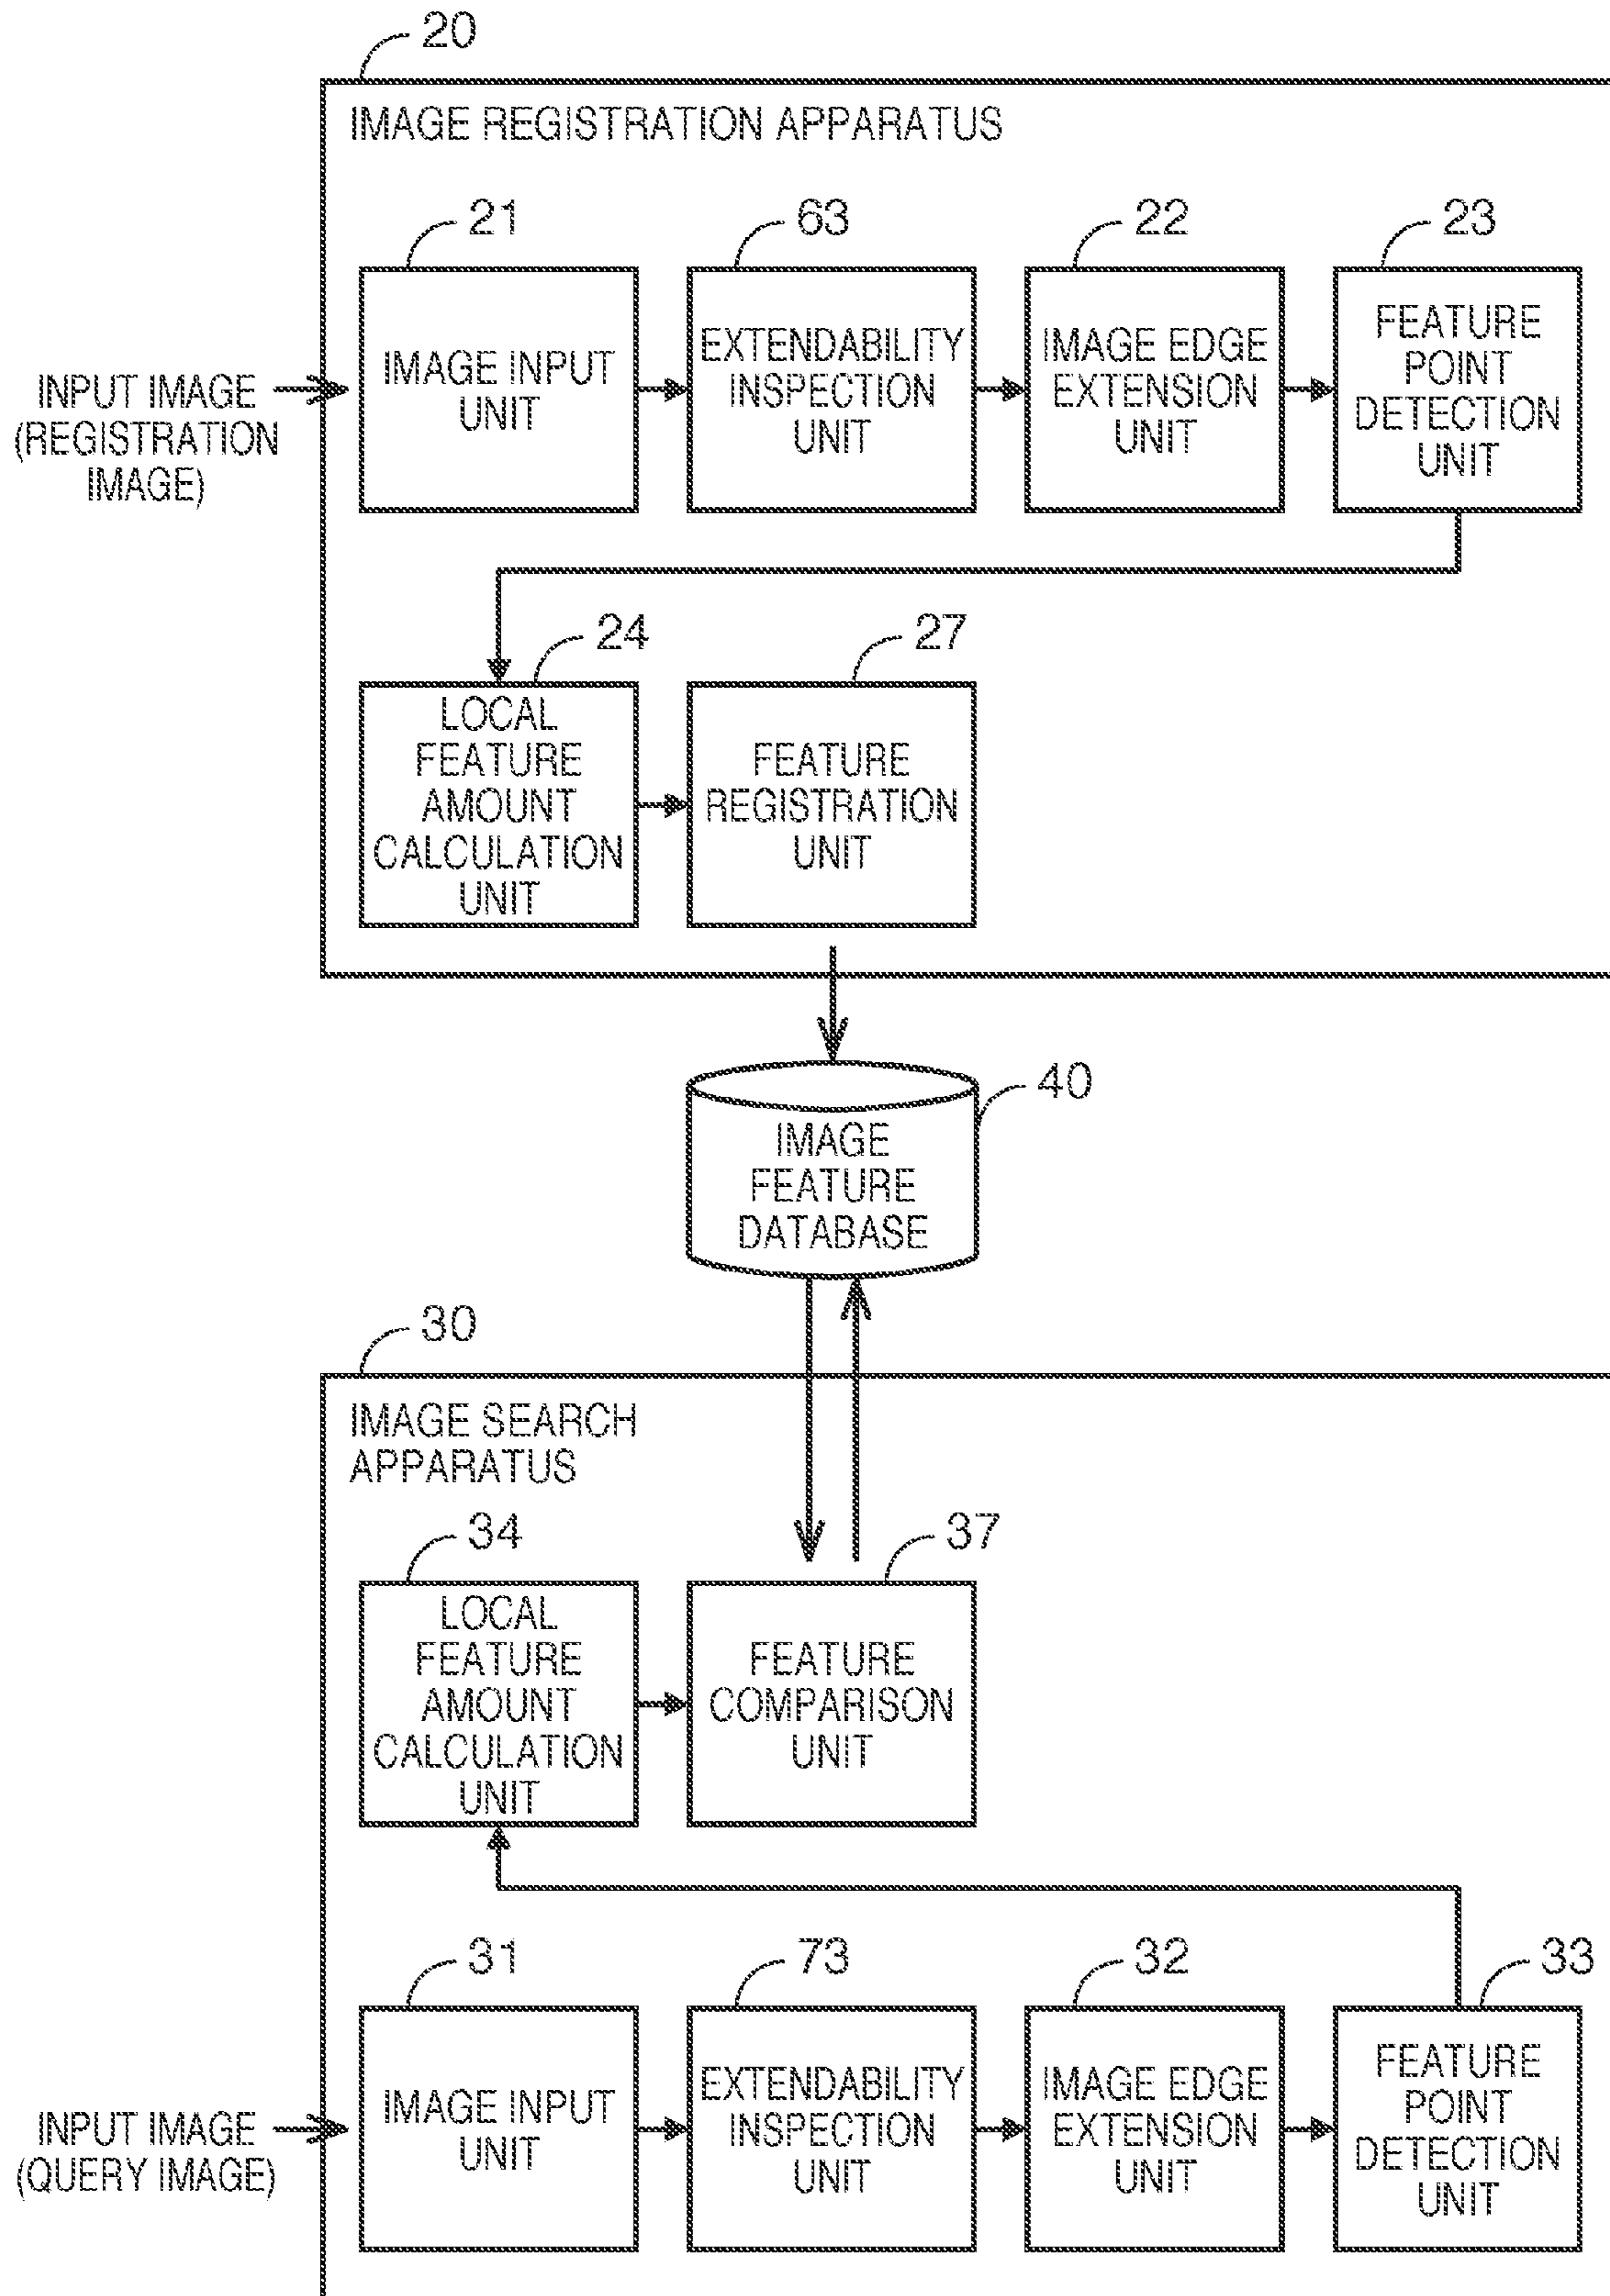 20
IMAGE REGISTRATION APPARATUS
21
63
22
23
INPUT IMAGE
(REGISTRATION
IMAGE)
IMAGE INPUT
UNIT
EXTENDABILITY
INSPECTION
UNIT
IMAGE EDGE
EXTENSION
UNIT
FEATURE
POINT
DETECTION
UNIT
24
27
LOCAL
FEATURE
AMOUNT
CALCULATION
UNIT
FEATURE
REGISTRATION
UNIT
40
IMAGE
FEATURE
DATABASE
30
IMAGE SEARCH
APPARATUS
34
37
LOCAL
FEATURE
AMOUNT
CALCULATION
UNIT
FEATURE
COMPARISON
UNIT
31
73
32
33
INPUT IMAGE
(QUERY IMAGE)
IMAGE INPUT
UNIT
EXTENDABILITY
INSPECTION
UNIT
IMAGE EDGE
EXTENSION
UNIT
FEATURE
POINT
DETECTION
UNIT